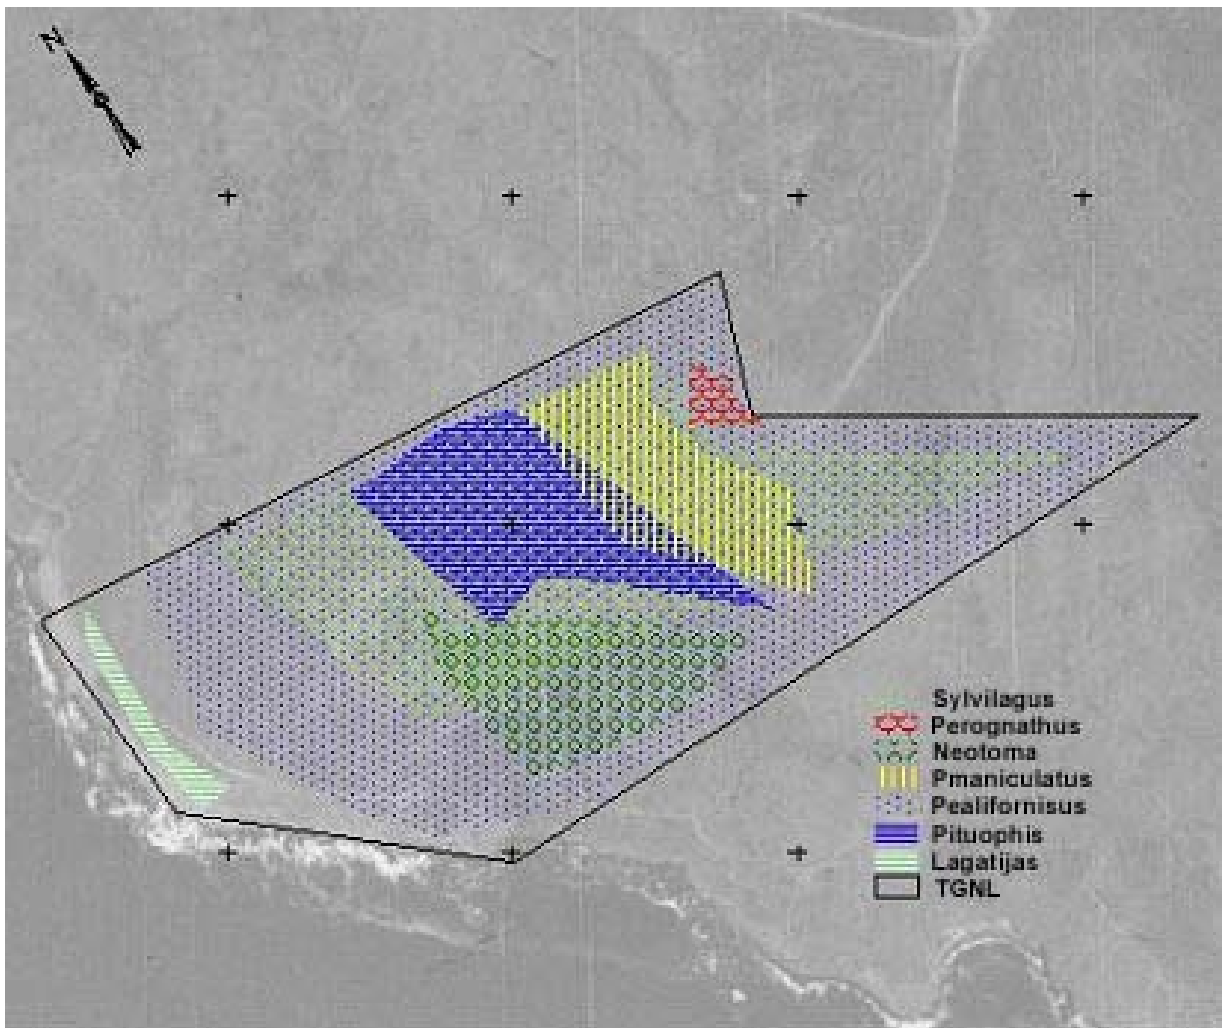 N
Sylvilagus
Perognathus
Neotoma
Pmaniculatus
Pealifornisus
Pituophis
Lagatijas
TGNL